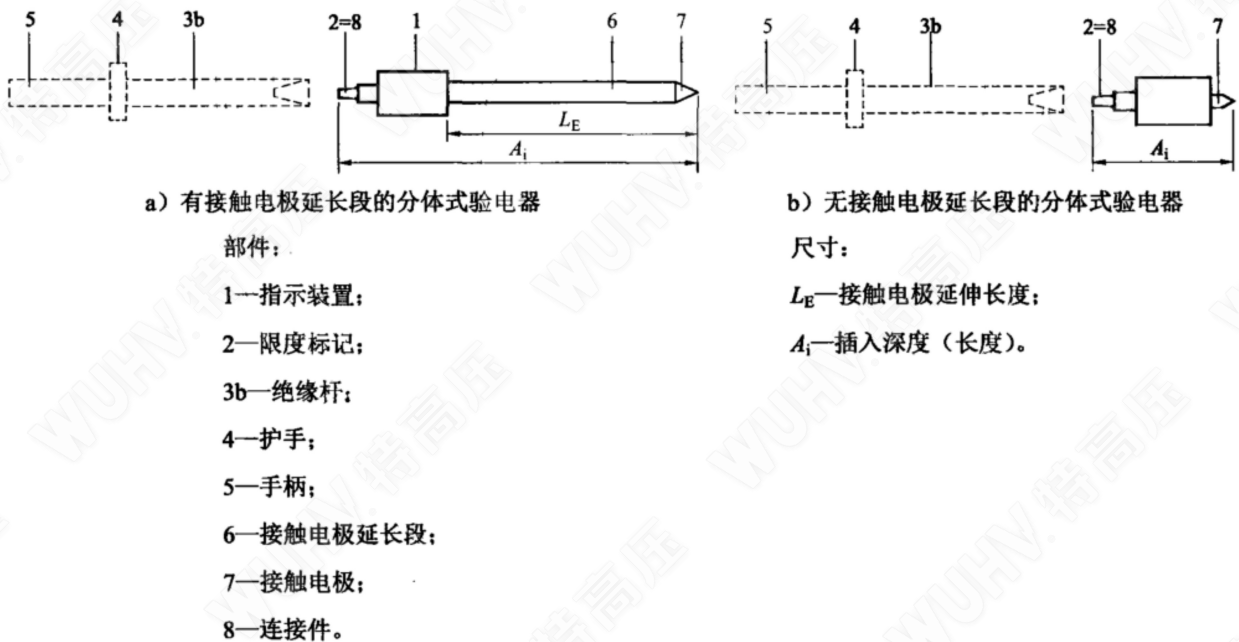 5 4 3b 2=8 1 6 7 5 4 3b 2=8 7
L_E
A_i A_i
a）有接触电极延长段的分体式验电器 b）无接触电极延长段的分体式验电器
部件： 尺寸：
1—指示装置； L_E—接触电极延伸长度；
2—限度标记； A_i—插入深度（长度）。
3b—绝缘杆；
4—护手；
5—手柄；
6—接触电极延长段；
7—接触电极；
8—连接件。
WUHV.特高压